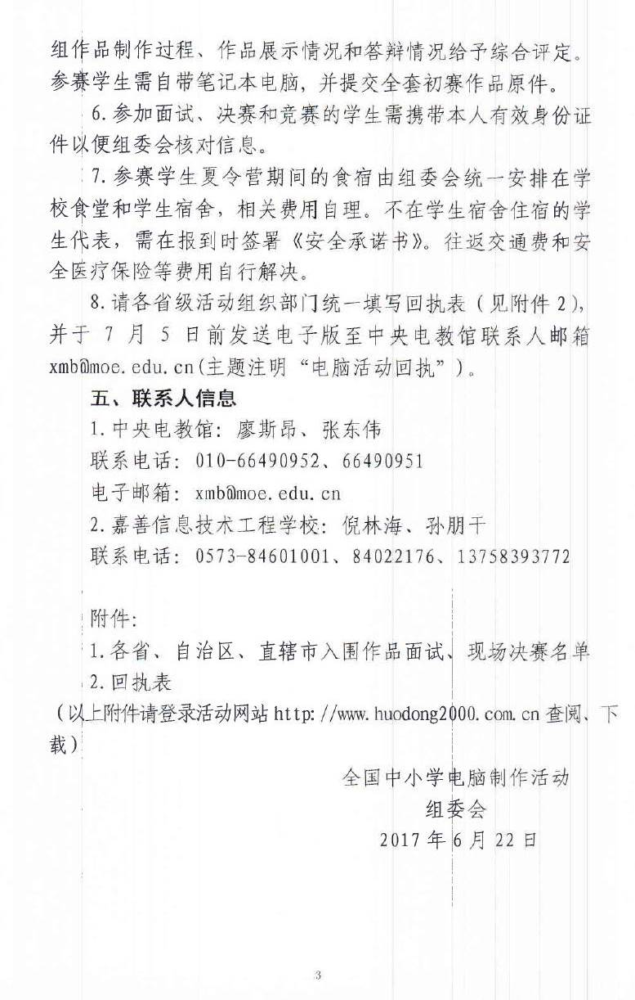 组作品制作过程、作品展示情况和答辩情况给予综合评定。
参赛学生需自带笔记本电脑，并提交全套初赛作品原件。
6.参加面试、决赛和竞赛的学生需携带本人有效身份证
件以便组委会核对信息。
7.参赛学生夏令营期间的食宿由组委会统一安排在学
校食堂和学生宿舍，相关费用自理。不在学生宿舍住宿的学
生代表，需在报到时签署《安全承诺书》。往返交通费和安
全医疗保险等费用自行解决。
8.请各省级活动组织部门统一填写回执表（见附件2），
并于 7 月 5 日前发送电子版至中央电教馆联系人邮箱
xmb@moe.edu.cn(主题注明“电脑活动回执”)。
五、联系人信息
1.中央电教馆：廖斯昂、张东伟
联系电话：010-66490952、66490951
电子邮箱：xmb@moe.edu.cn
2.嘉善信息技术工程学校：倪林海、孙朋干
联系电话：0573-84601001、84022176、13758393772
附件：
1.各省、自治区、直辖市入围作品面试、现场决赛名单
2.回执表
（以上附件请登录活动网站 http://www.huodong2000.com.cn 查阅、下
载）
全国中小学电脑制作活动
组委会
2017 年 6 月 22 日
3